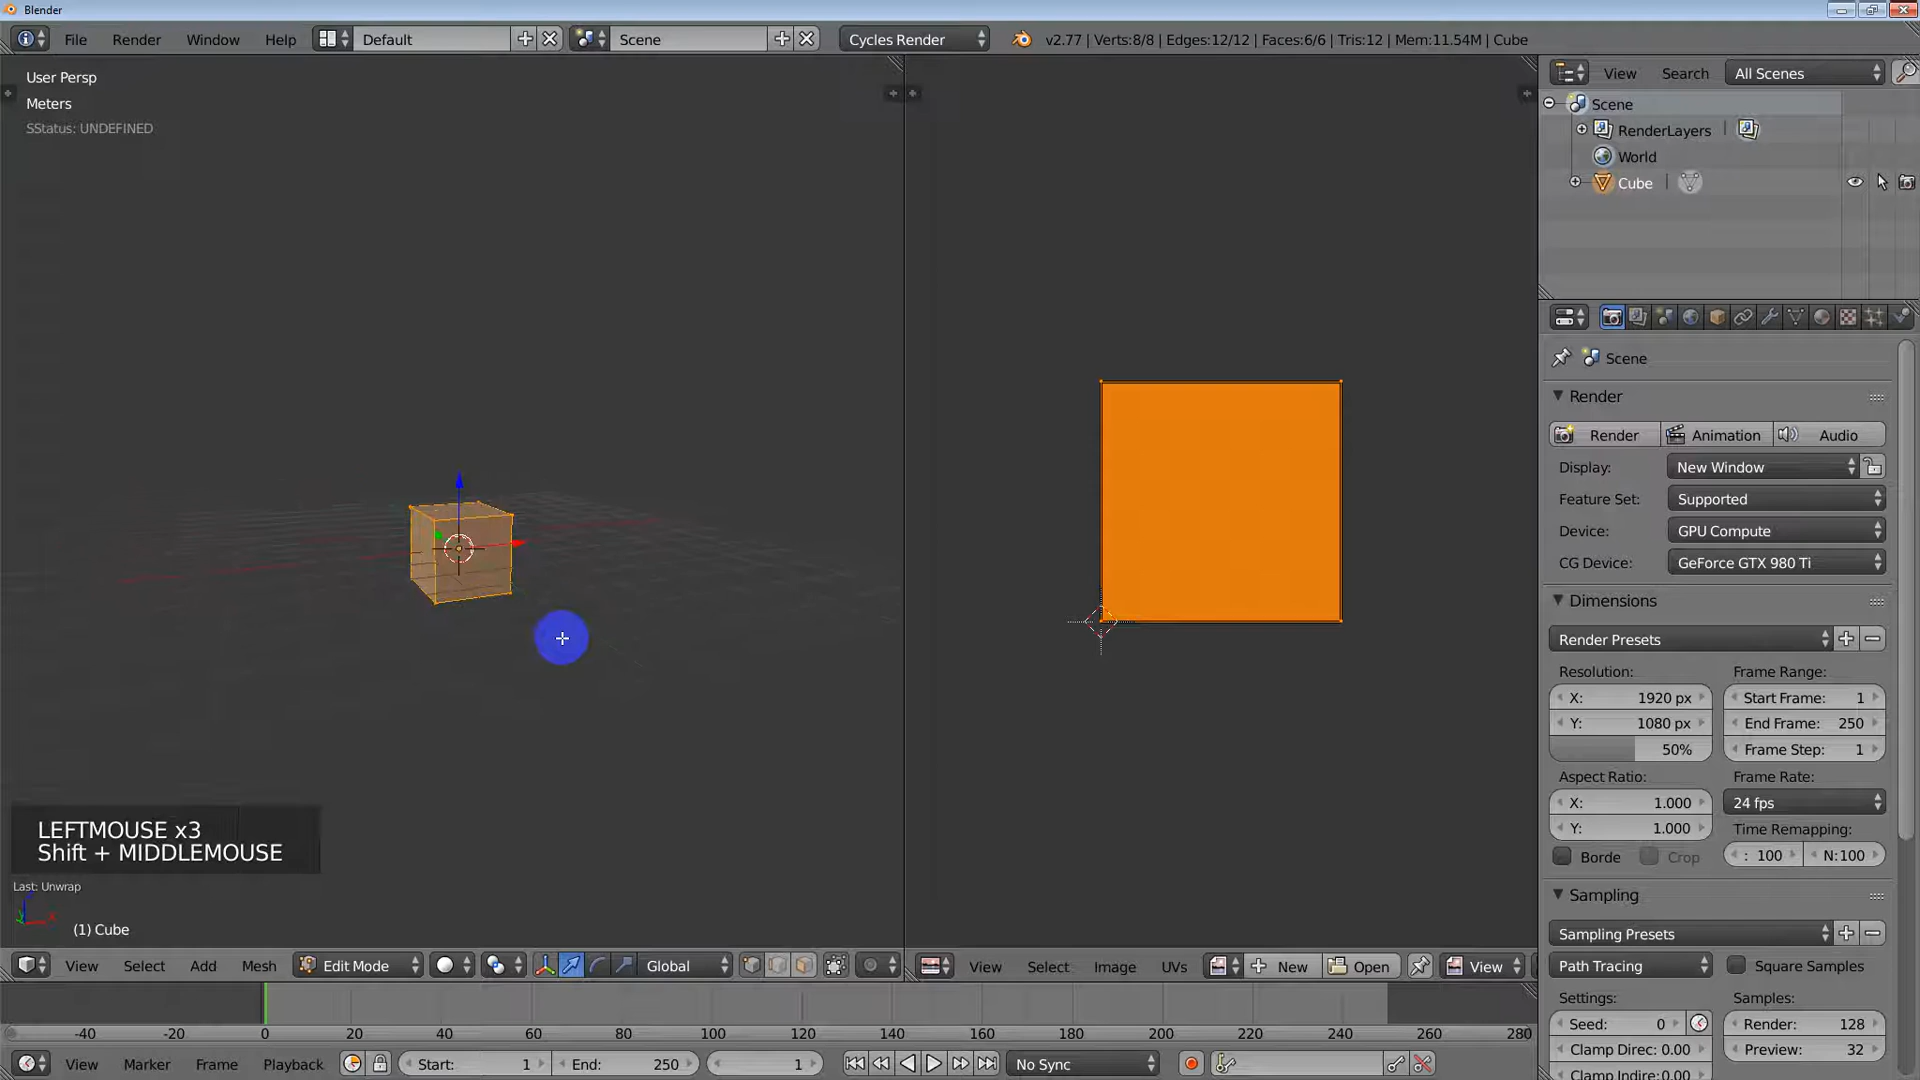 Blender
File Render Window Help Default Scene Cycles Render v2.77 | Verts:8/8 | Edges:12/12 | Faces:6/6 | Tris:12 | Mem:11.54M | Cube
User Persp
Meters
SStatus: UNDEFINED
LEFTMOUSE x3
Shift + MIDDLEMOUSE
Last: Unwrap
(1) Cube
View Select Add Mesh Edit Mode Global
View Select Image UVs New Open View
-40 -20 0 20 40 60 80 100 120 140 160 180 200 220 240 260 280
View Marker Frame Playback Start: 1 End: 250 1 No Sync
View Search All Scenes
Scene
RenderLayers
World
Cube
Scene
Render
Render Animation Audio
Display: New Window
Feature Set: Supported
Device: GPU Compute
CG Device: GeForce GTX 980 Ti
Dimensions
Render Presets
Resolution: Frame Range:
X: 1920 px Start Frame: 1
Y: 1080 px End Frame: 250
50% Frame Step: 1
Aspect Ratio: Frame Rate:
X: 1.000 24 fps
Y: 1.000 Time Remapping:
Borde Crop : 100 N:100
Sampling
Sampling Presets
Path Tracing Square Samples
Settings: Samples:
Seed: 0 Render: 128
Clamp Direc: 0.00 Preview: 32
Clamp Indire:0.00